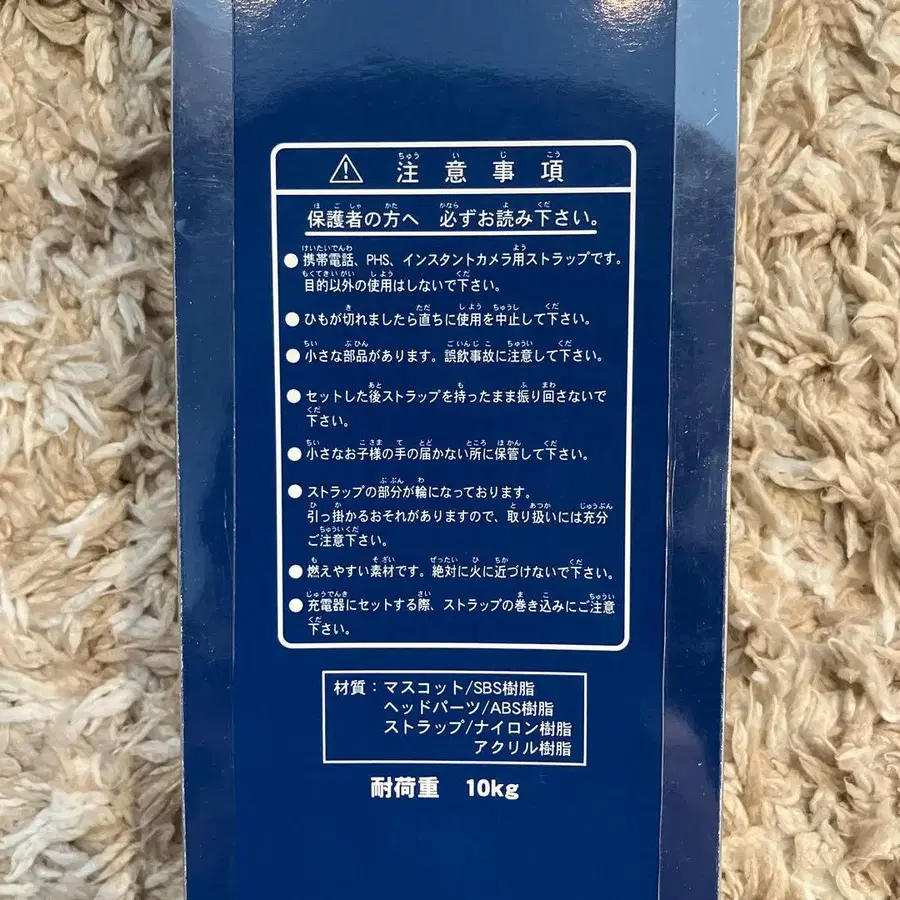 ⚠ 注意事項
保護者の方へ 必ずお読み下さい。
●携帯電話、PHS、インスタントカメラ用ストラップです。
目的以外の使用はしないで下さい。
●ひもが切れましたら直ちに使用を中止して下さい。
●小さな部品があります。誤飲事故に注意して下さい。
●セットした後ストラップを持ったまま振り回さないで
下さい。
●小さなお子様の手の届かない所に保管して下さい。
●ストラップの部分が輪になっております。
引っ掛かるおそれがありますので、取り扱いには充分
ご注意下さい。
●燃えやすい素材です。絶対に火に近づけないで下さい。
●充電器にセットする際、ストラップの巻き込みにご注意
下さい。
材質：マスコット/SBS樹脂
ヘッドパーツ/ABS樹脂
ストラップ/ナイロン樹脂
アクリル樹脂
耐荷重 10kg